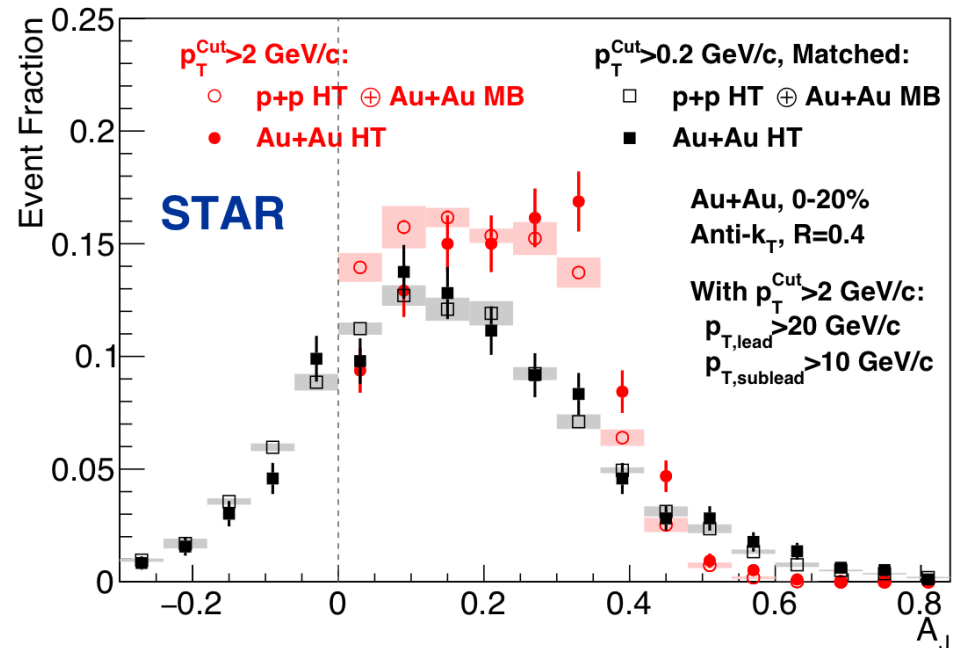 0.25
0.2
0.15
0.1
0.05
0
Event Fraction
p_T^Cut>2 GeV/c:
p+p HT ⊕ Au+Au MB
Au+Au HT
p_T^Cut>0.2 GeV/c, Matched:
p+p HT ⊕ Au+Au MB
Au+Au HT
STAR
Au+Au, 0-20%
Anti-k_T, R=0.4
With p_T^Cut>2 GeV/c:
p_T,lead>20 GeV/c
p_T,sublead>10 GeV/c
−0.2 0 0.2 0.4 0.6 0.8
A_J